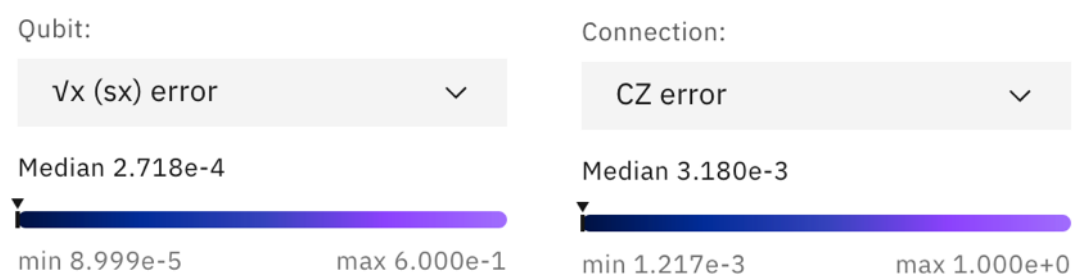 Qubit:
√x (sx) error
Median 2.718e-4
min 8.999e-5 max 6.000e-1
Connection:
CZ error
Median 3.180e-3
min 1.217e-3 max 1.000e+0